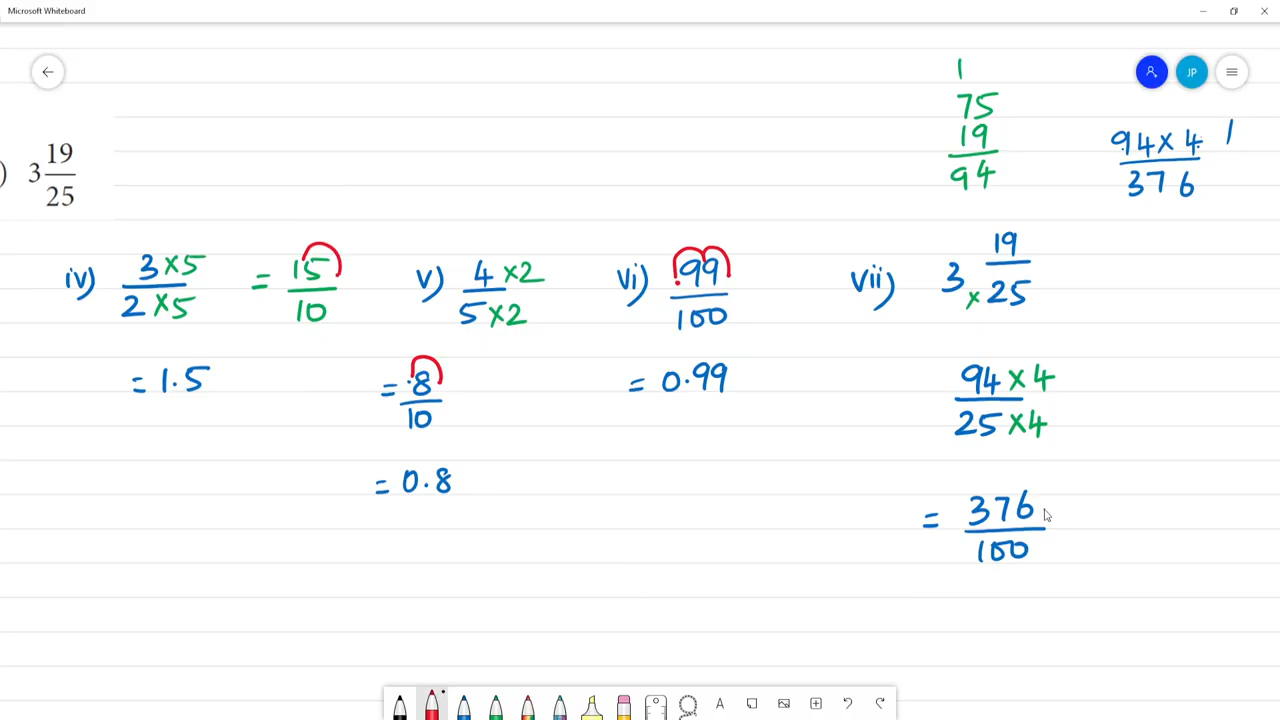 Microsoft Whiteboard
JP
) 3 19/25
1
75
19
94
94 × 4 1
376
iv) 3 × 5 / 2 × 5 = 15/10
= 1.5
v) 4 × 2 / 5 × 2
= .8/10
= 0.8
vi) .99/100
= 0.99
vii) 3 × 19/25
94 × 4 / 25 × 4
= 376/100
A